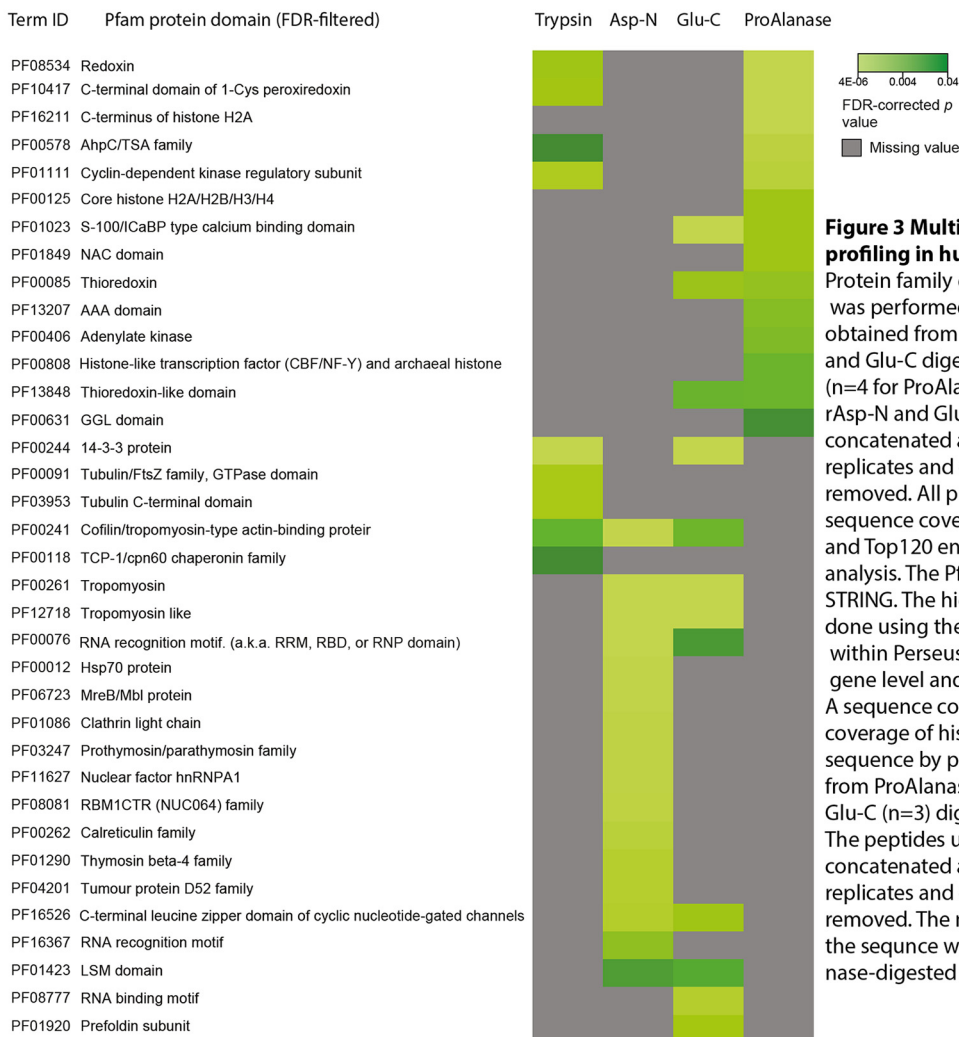 Term ID Pfam protein domain (FDR-filtered) Trypsin Asp-N Glu-C ProAlanase
PF08534 Redoxin
PF10417 C-terminal domain of 1-Cys peroxiredoxin
PF16211 C-terminus of histone H2A
PF00578 AhpC/TSA family
PF01111 Cyclin-dependent kinase regulatory subunit
PF00125 Core histone H2A/H2B/H3/H4
PF01023 S-100/ICaBP type calcium binding domain
PF01849 NAC domain
PF00085 Thioredoxin
PF13207 AAA domain
PF00406 Adenylate kinase
PF00808 Histone-like transcription factor (CBF/NF-Y) and archaeal histone
PF13848 Thioredoxin-like domain
PF00631 GGL domain
PF00244 14-3-3 protein
PF00091 Tubulin/FtsZ family, GTPase domain
PF03953 Tubulin C-terminal domain
PF00241 Cofilin/tropomyosin-type actin-binding protein
PF00118 TCP-1/cpn60 chaperonin family
PF00261 Tropomyosin
PF12718 Tropomyosin like
PF00076 RNA recognition motif. (a.k.a. RRM, RBD, or RNP domain)
PF00012 Hsp70 protein
PF06723 MreB/Mbl protein
PF01086 Clathrin light chain
PF03247 Prothymosin/parathymosin family
PF11627 Nuclear factor hnRNPA1
PF08081 RBM1CTR (NUC064) family
PF00262 Calreticulin family
PF01290 Thymosin beta-4 family
PF04201 Tumour protein D52 family
PF16526 C-terminal leucine zipper domain of cyclic nucleotide-gated channels
PF16367 RNA recognition motif
PF01423 LSM domain
PF08777 RNA binding motif
PF01920 Prefoldin subunit
4E-06 0.004 0.04
FDR-corrected p
value
Missing value
Figure 3 Multi
profiling in hu
Protein family
was performed
obtained from
and Glu-C dige
(n=4 for ProAla
rAsp-N and Glu
concatenated a
replicates and
removed. All p
sequence cove
and Top120 en
analysis. The Pf
STRING. The hi
done using the
within Perseus
gene level and
A sequence co
coverage of his
sequence by p
from ProAlanas
Glu-C (n=3) dig
The peptides u
concatenated a
replicates and
removed. The r
the sequnce w
nase-digested